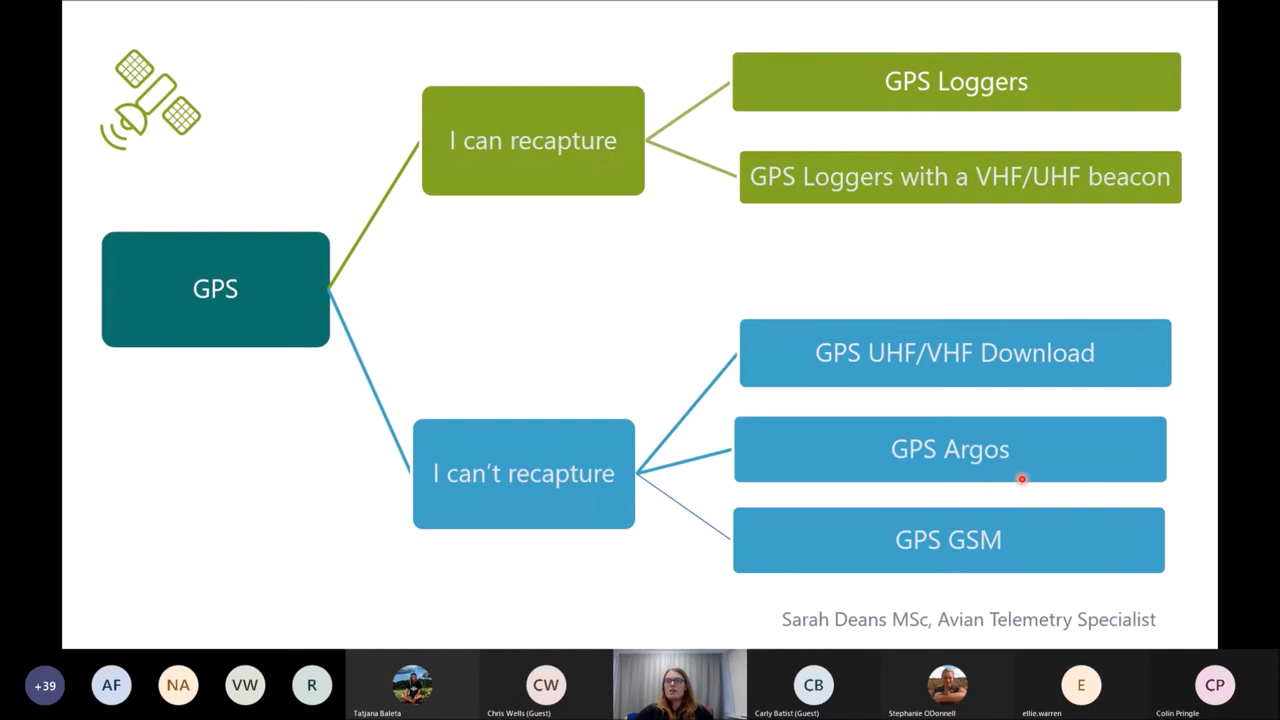 GPS Loggers
I can recapture
GPS Loggers with a VHF/UHF beacon
GPS
GPS UHF/VHF Download
GPS Argos
I can’t recapture
GPS GSM
Sarah Deans MSc, Avian Telemetry Specialist
+39
AF
NA
VW
R
CW
CB
E
CP
Tatjana Baleta
Chris Wells (Guest)
Carly Batist (Guest)
Stephanie ODonnell
ellie.warren
Colin Pringle